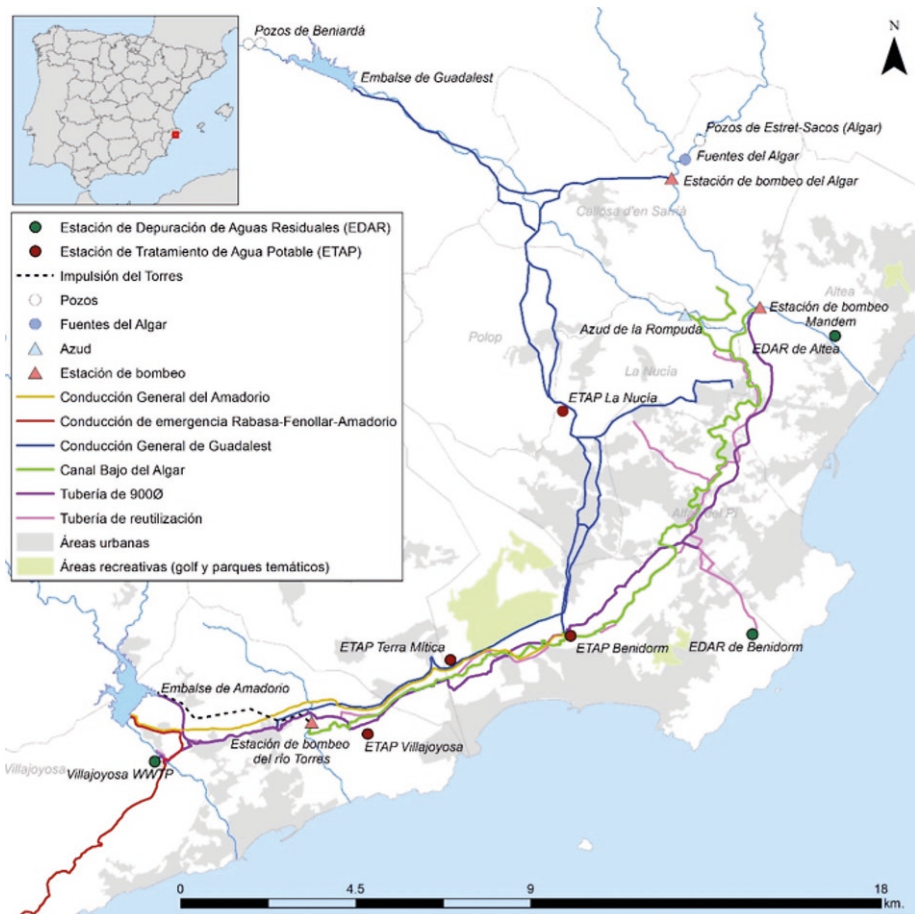 Pozos de Beniardá
N
Embalse de Guadalest
Pozos de Estret-Sacos (Algar)
Fuentes del Algar
Estación de bombeo del Algar
Callosa d'en Sarrià
Estación de Depuración de Aguas Residuales (EDAR)
Estación de Tratamiento de Agua Potable (ETAP)
Impulsión del Torres
Pozos
Fuentes del Algar
Azud
Estación de bombeo
Conducción General del Amadorio
Conducción de emergencia Rabasa-Fenollar-Amadorio
Conducción General de Guadalest
Canal Bajo del Algar
Tubería de 900Ø
Tubería de reutilización
Áreas urbanas
Áreas recreativas (golf y parques temáticos)
Altea
Estación de bombeo
Mandem
Azud de la Rompuda
EDAR de Altea
Polop
La Nucía
ETAP La Nucía
Alfaz del Pi
ETAP Terra Mítica
ETAP Benidorm
EDAR de Benidorm
Embalse de Amadorio
Estación de bombeo
del río Torres
ETAP Villajoyosa
Villajoyosa
Villajoyosa WWTP
0 4.5 9 18
km.